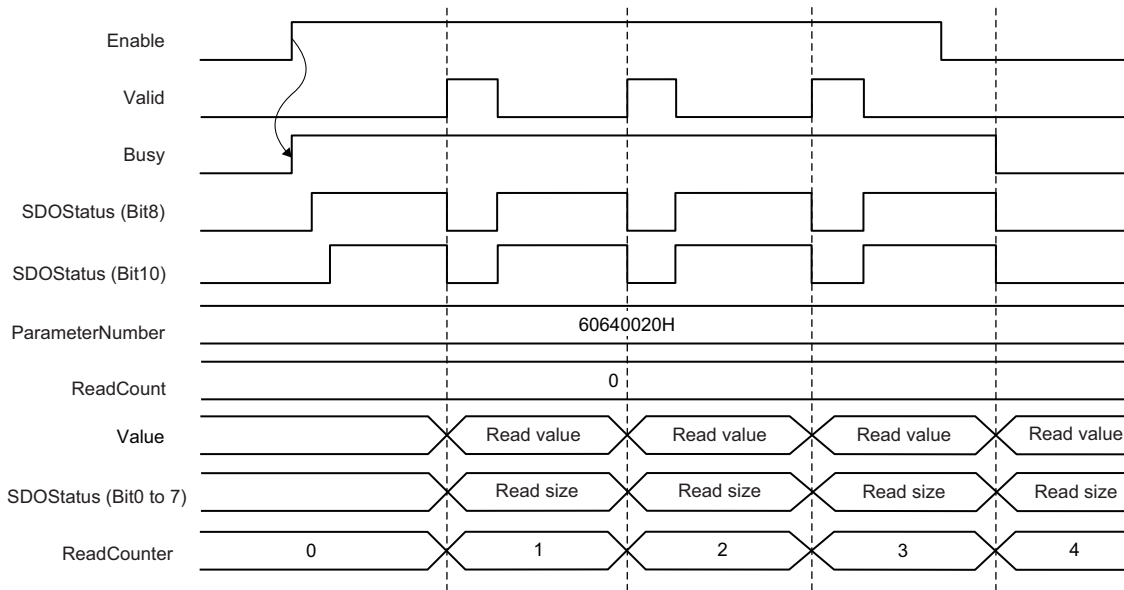 Enable
Valid
Busy
SDOStatus (Bit8)
SDOStatus (Bit10)
ParameterNumber
60640020H
ReadCount
0
Value
Read value
Read value
Read value
Read value
SDOStatus (Bit0 to 7)
Read size
Read size
Read size
Read size
ReadCounter
0
1
2
3
4